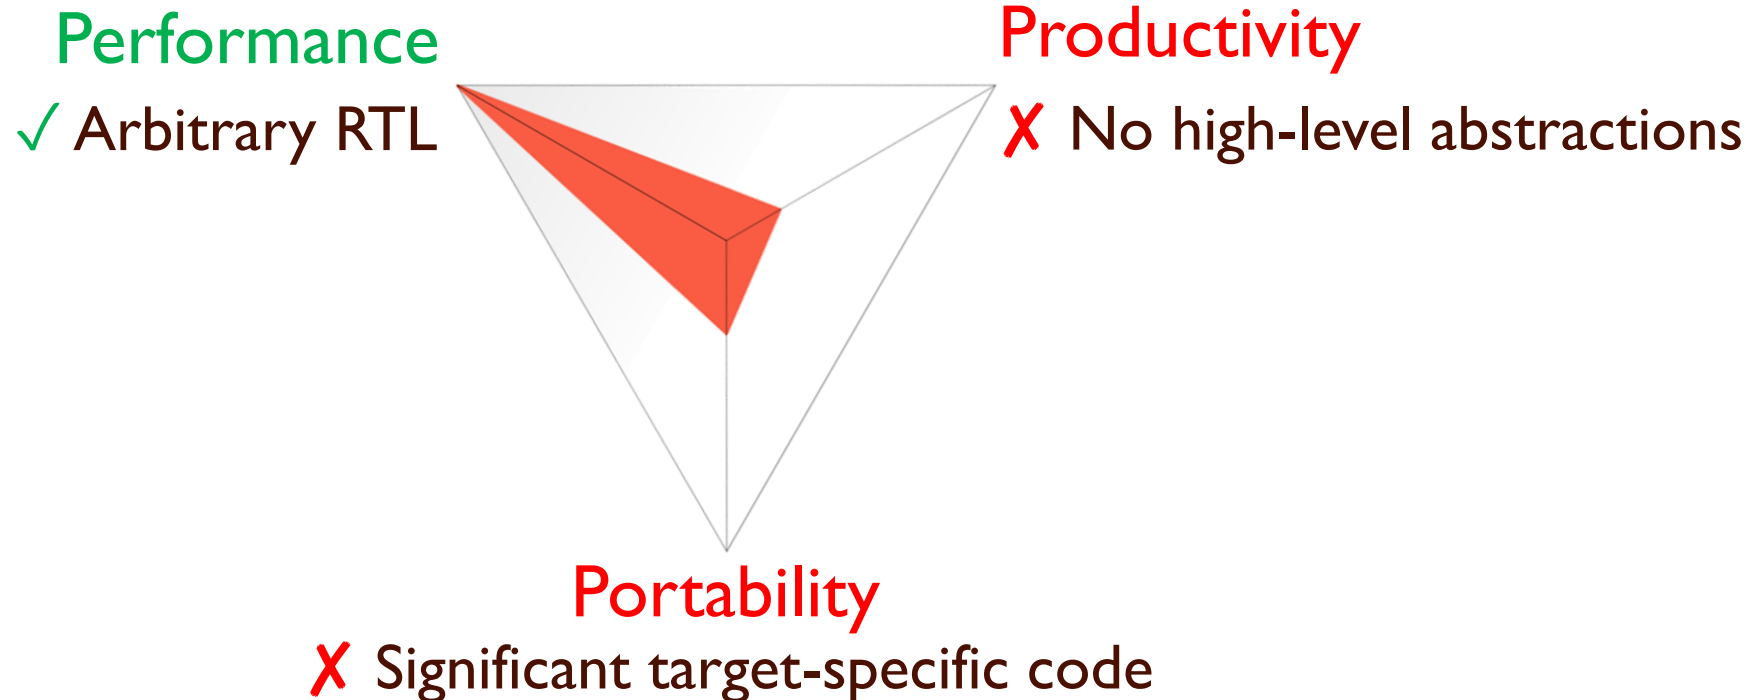 Performance
✓ Arbitrary RTL
Productivity
✗ No high-level abstractions
Portability
✗ Significant target-specific code